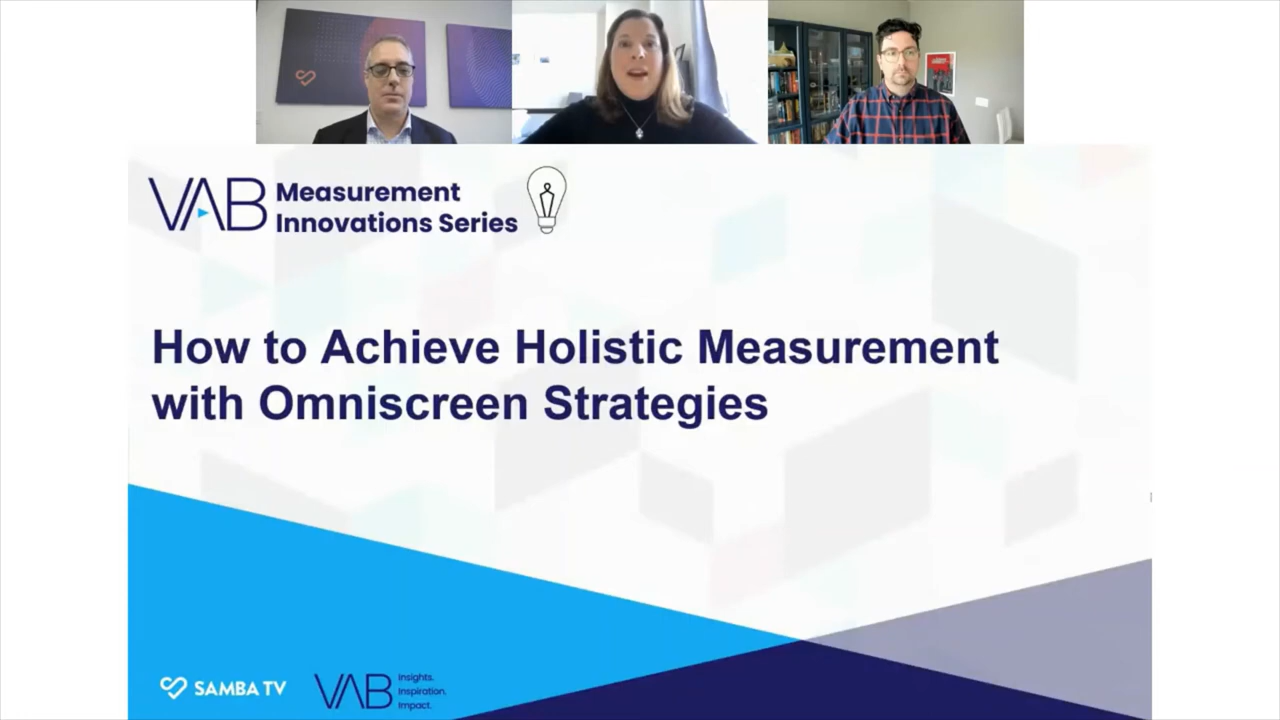 VAB Measurement
Innovations Series
How to Achieve Holistic Measurement
with Omniscreen Strategies
SAMBA TV
VAB Insights.
Inspiration.
Impact.